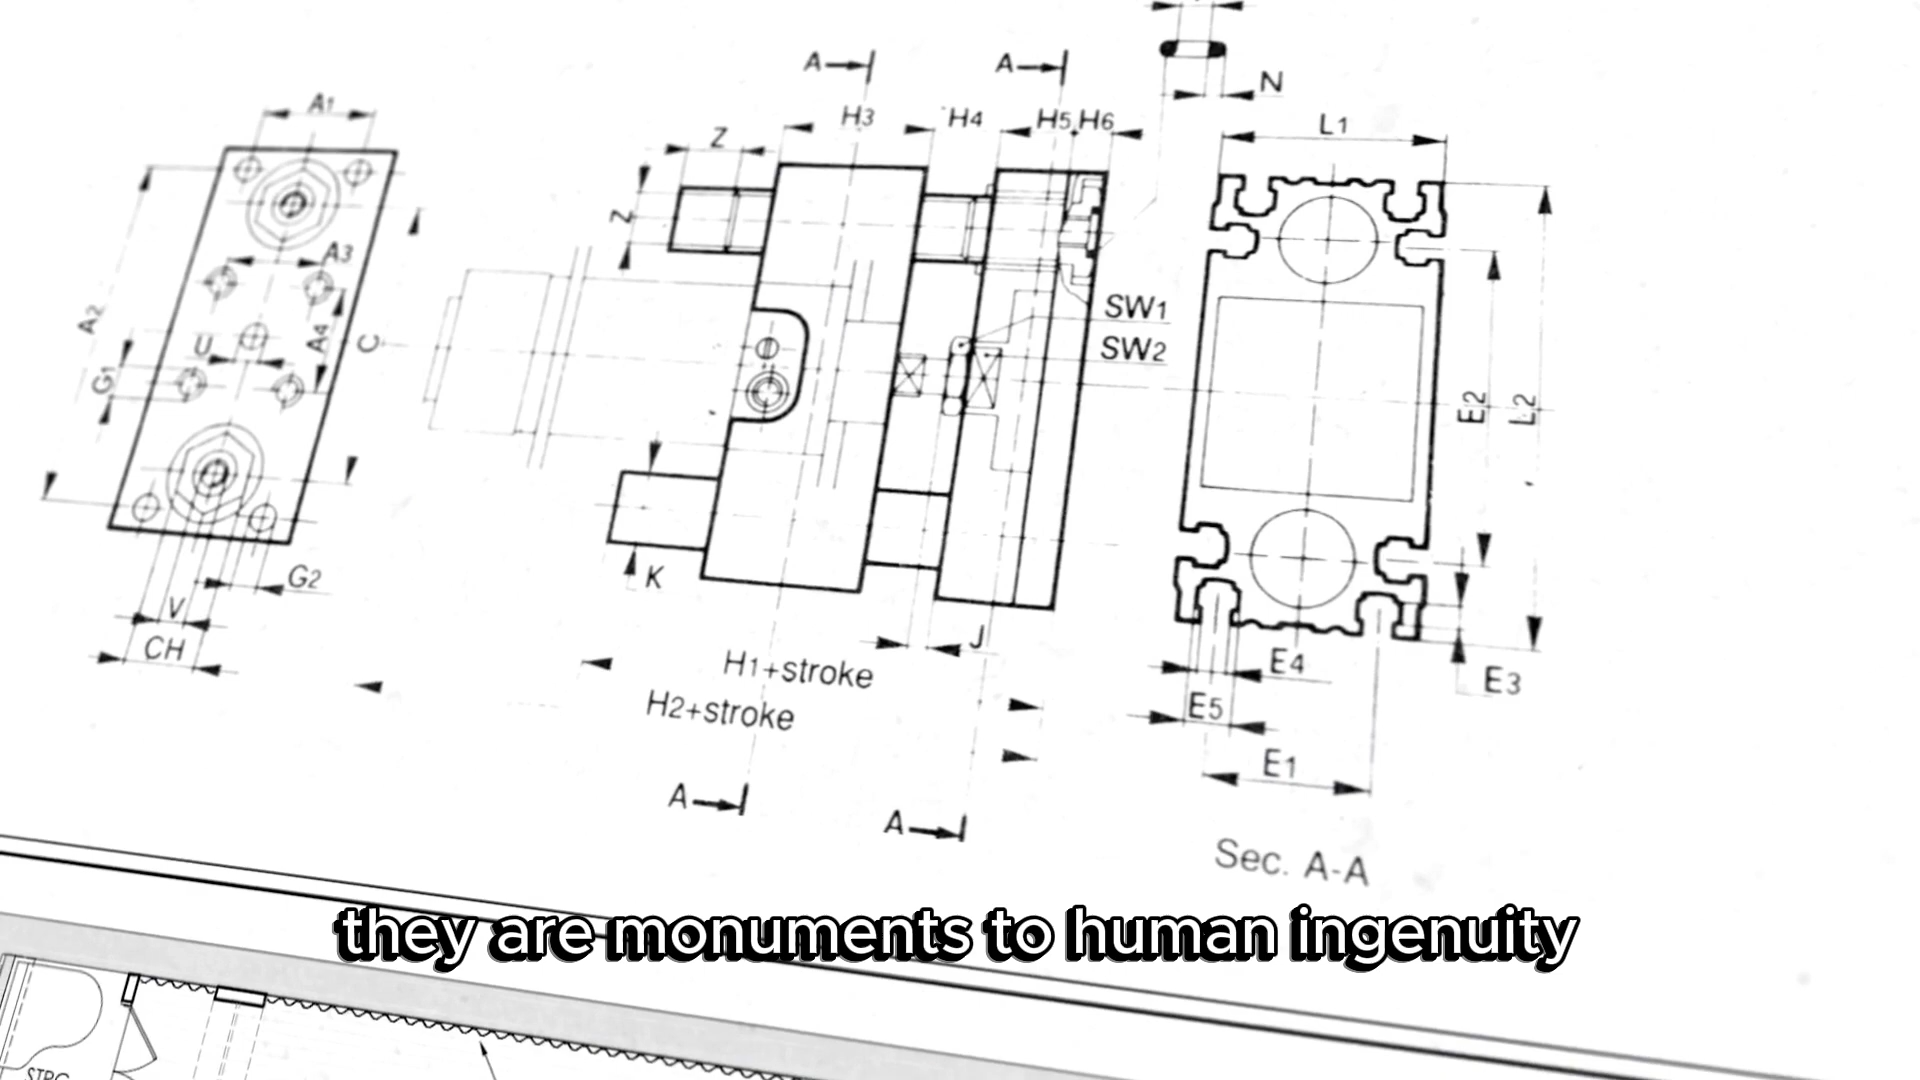 A A
N
A1 Z H3 H4 H5 H6 L1
Z
A3
A2 U A4 C
G1
SW1
SW2
E2 L2
G2
V
CH
K
J
H1+stroke
H2+stroke
E4
E3
E5
E1
A
A
Sec. A-A
they are monuments to human ingenuity